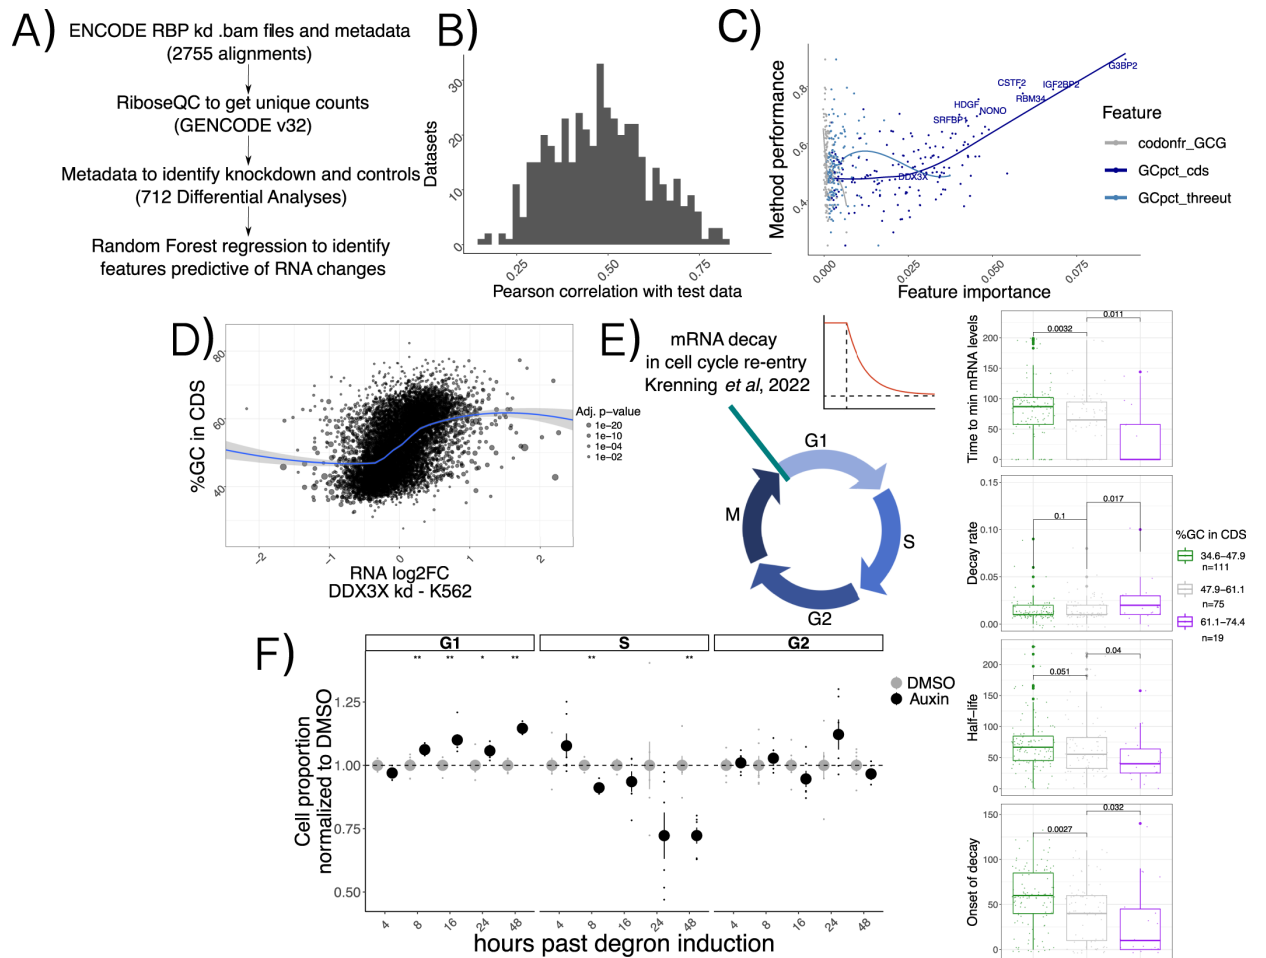 A)
ENCODE RBP kd .bam files and metadata
(2755 alignments)
RiboseQC to get unique counts
(GENCODE v32)
Metadata to identify knockdown and controls
(712 Differential Analyses)
Random Forest regression to identify
features predictive of RNA changes
B)
Datasets
30
20
10
0
0.25
0.50
0.75
Pearson correlation with test data
C)
Method performance
0.8
0.6
0.4
G3BP2
CSTF2
IGF2BP2
RBM34
HDGF
NONO
SRFBP1
DDX3X
0.000
0.025
0.050
0.075
Feature importance
Feature
codonfr_GCG
GCpct_cds
GCpct_threeut
D)
%GC in CDS
80
60
40
-2
-1
0
1
2
RNA log2FC
DDX3X kd - K562
Adj. p-value
1e-20
1e-10
1e-04
1e-02
E)
mRNA decay
in cell cycle re-entry
Krenning et al, 2022
G1
S
G2
M
Time to min mRNA levels
200
150
100
50
0
0.0032
0.011
Decay rate
0.15
0.10
0.05
0.00
0.1
0.017
Half-life
200
150
100
50
0
0.051
0.04
Onset of decay
150
100
50
0
0.0027
0.032
%GC in CDS
34.6-47.9
n=111
47.9-61.1
n=75
61.1-74.4
n=19
F)
G1
S
G2
** ** * ** ** **
Cell proportion
normalized to DMSO
1.25
1.00
0.75
0.50
4 8 16 24 48 4 8 16 24 48 4 8 16 24 48
hours past degron induction
DMSO
Auxin